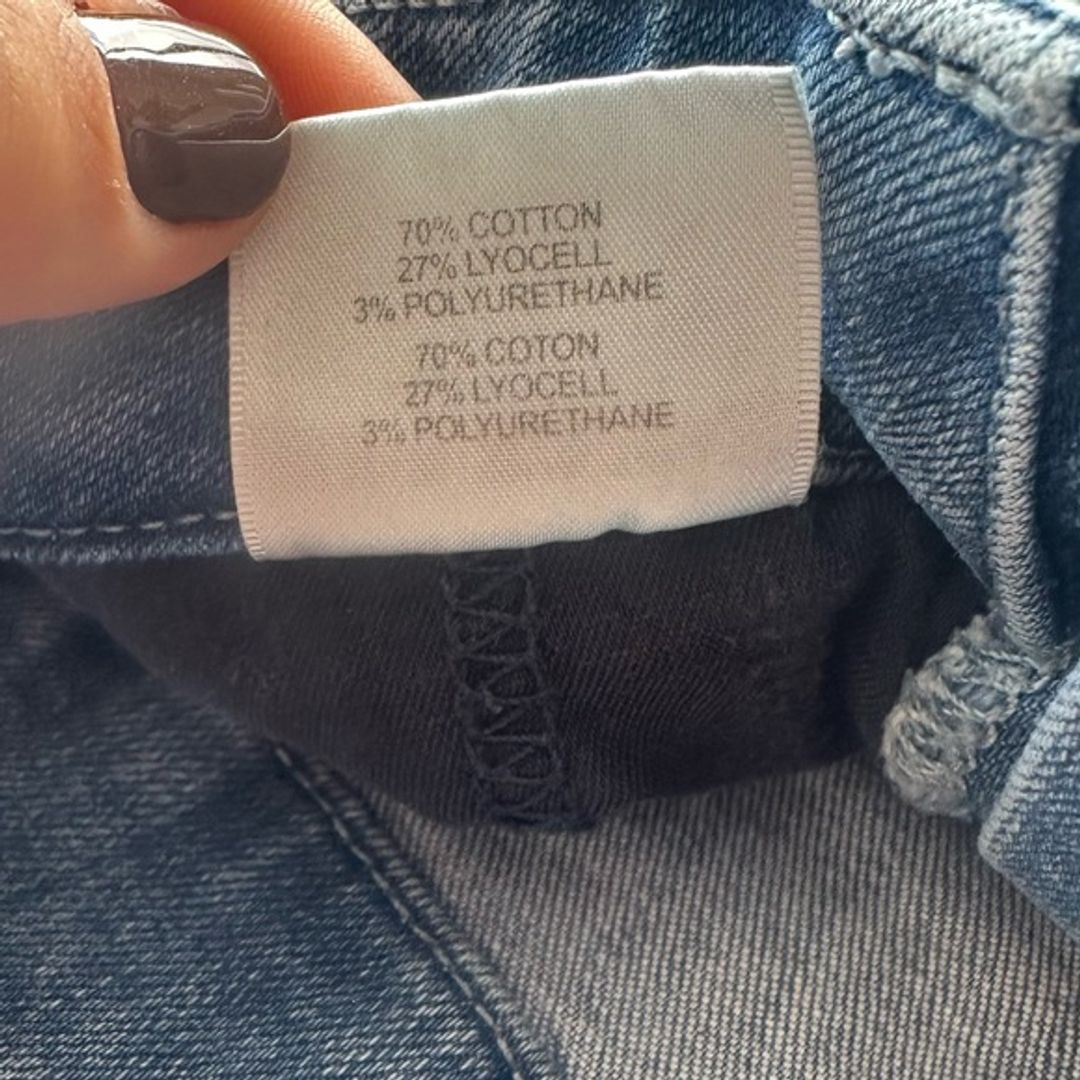 70% COTTON
27% LYOCELL
3% POLYURETHANE
70% COTON
27% LYOCELL
3% POLYURETHANE